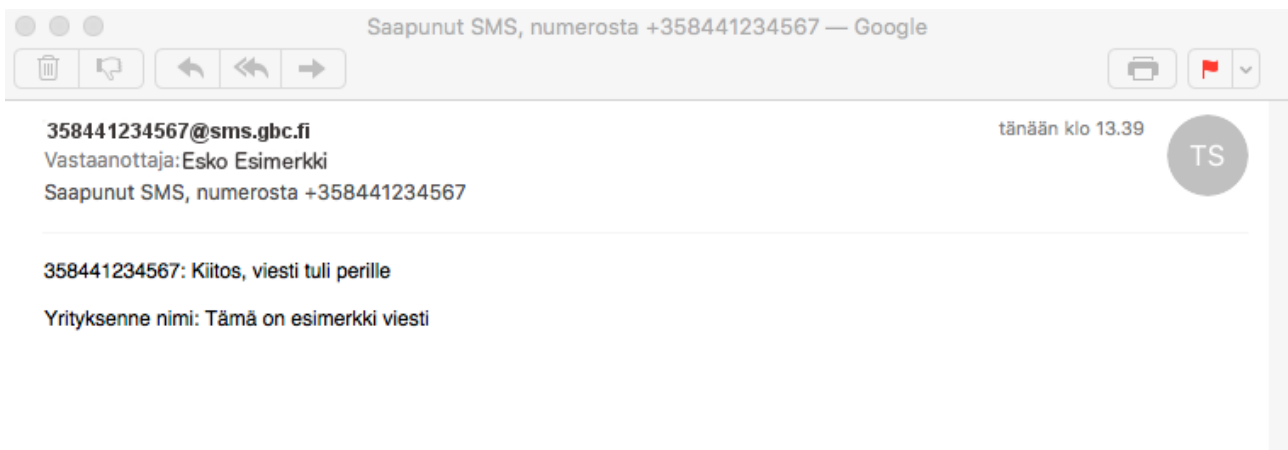 Saapunut SMS, numerosta +358441234567 — Google
358441234567@sms.gbc.fi
tänään klo 13.39
TS
Vastaanottaja: Esko Esimerkki
Saapunut SMS, numerosta +358441234567
358441234567: Kiitos, viesti tuli perille
Yrityksenne nimi: Tämä on esimerkki viesti